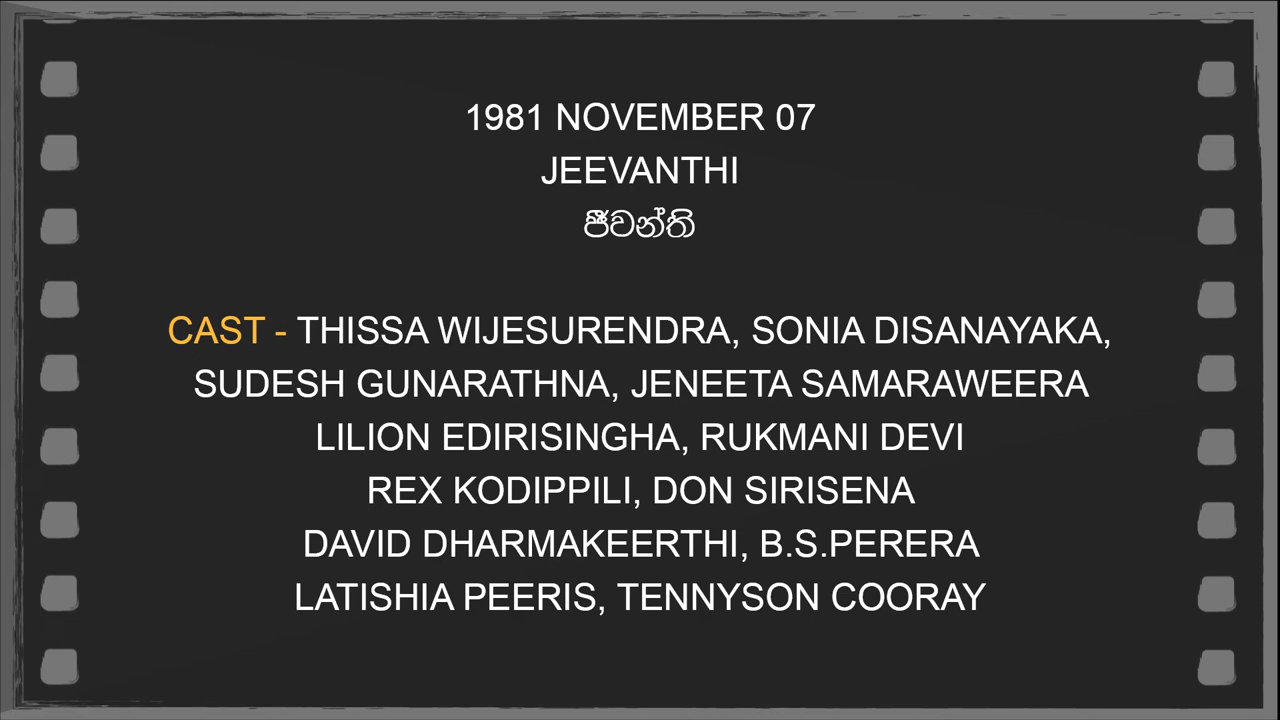 1981 NOVEMBER 07
JEEVANTHI
ජීවන්ති
CAST - THISSA WIJESURENDRA, SONIA DISANAYAKA,
SUDESH GUNARATHNA, JENEETA SAMARAWEERA
LILION EDIRISINGHA, RUKMANI DEVI
REX KODIPPILI, DON SIRISENA
DAVID DHARMAKEERTHI, B.S.PERERA
LATISHIA PEERIS, TENNYSON COORAY